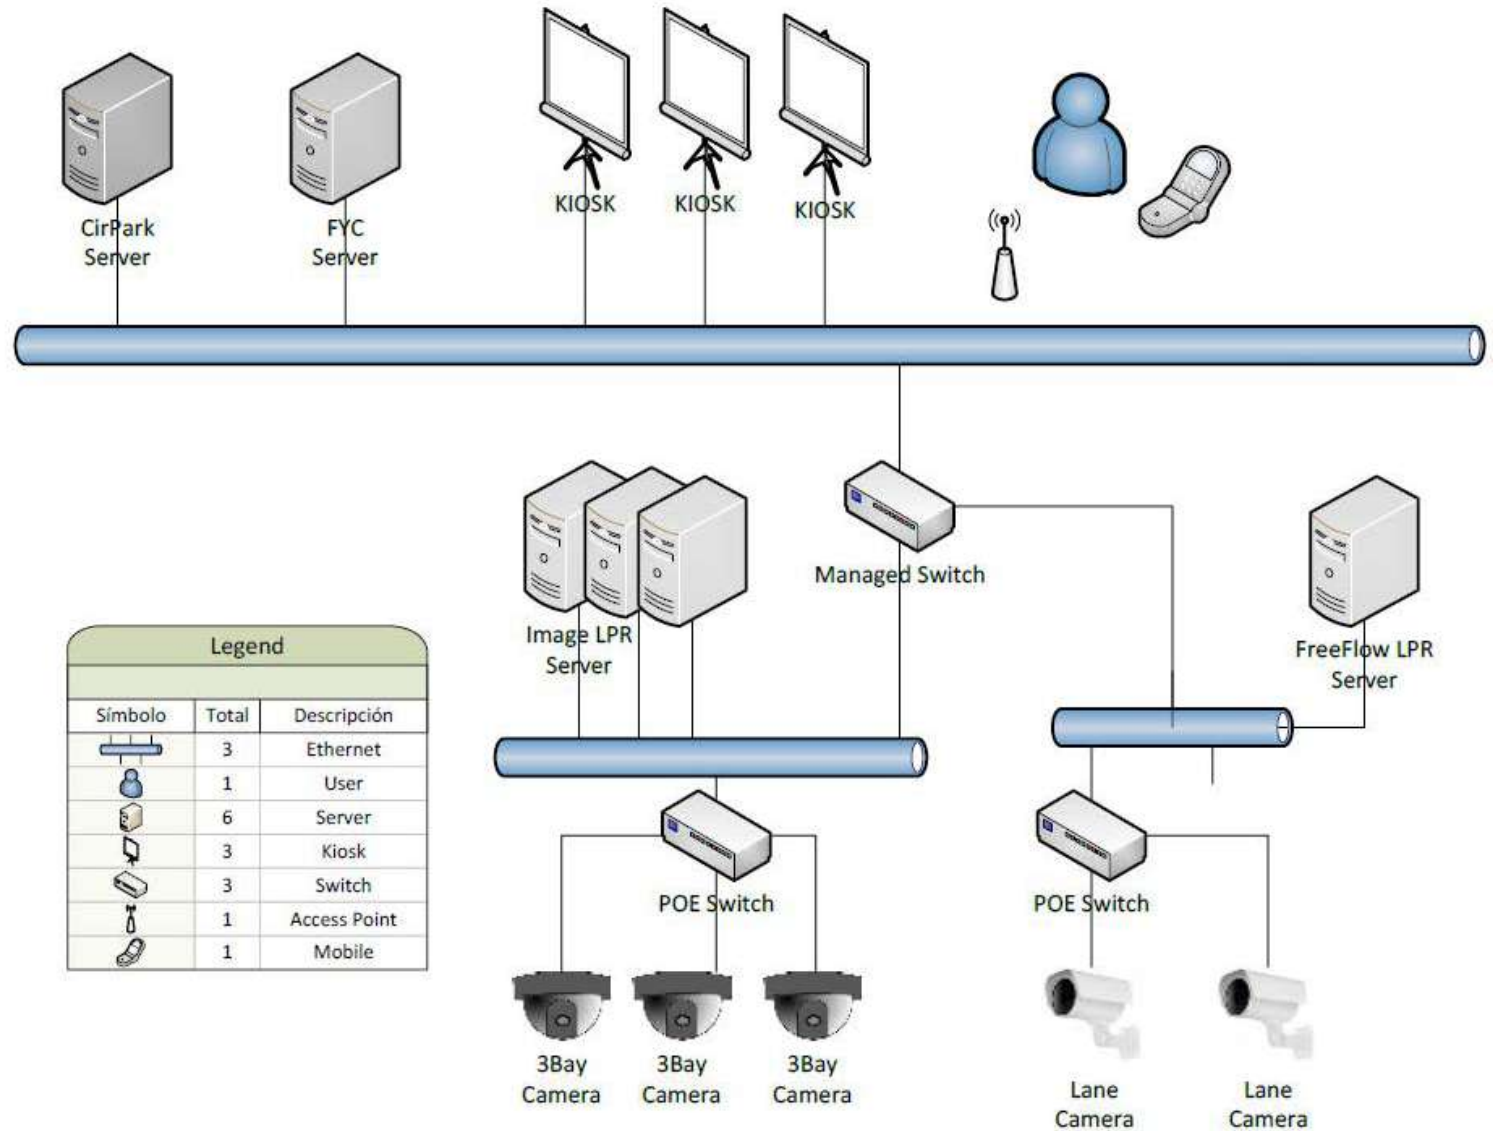 CirPark
Server
FYC
Server
KIOSK
KIOSK
KIOSK
Managed Switch
Image LPR
Server
FreeFlow LPR
Server
Legend
Símbolo Total Descripción
3 Ethernet
1 User
6 Server
3 Kiosk
3 Switch
1 Access Point
1 Mobile
POE Switch
POE Switch
3Bay
Camera
3Bay
Camera
3Bay
Camera
Lane
Camera
Lane
Camera